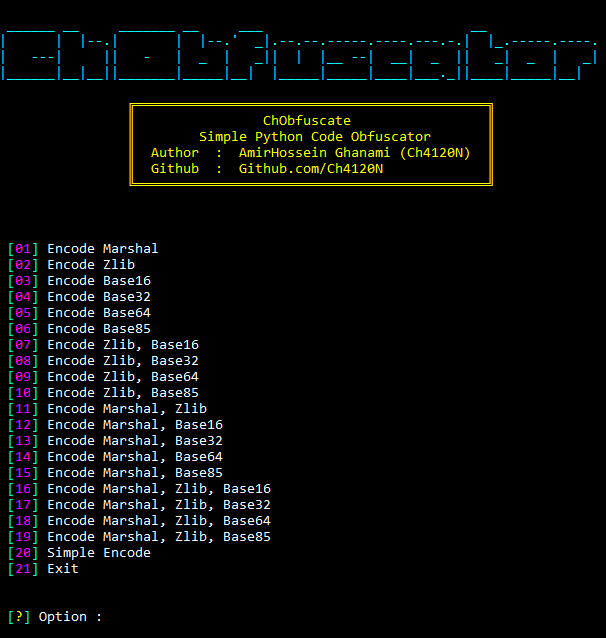 ChObfuscate
Simple Python Code Obfuscator
Author : AmirHossein Ghanami (Ch4120N)
Github : Github.com/Ch4120N
[01] Encode Marshal
[02] Encode Zlib
[03] Encode Base16
[04] Encode Base32
[05] Encode Base64
[06] Encode Base85
[07] Encode Zlib, Base16
[08] Encode Zlib, Base32
[09] Encode Zlib, Base64
[10] Encode Zlib, Base85
[11] Encode Marshal, Zlib
[12] Encode Marshal, Base16
[13] Encode Marshal, Base32
[14] Encode Marshal, Base64
[15] Encode Marshal, Base85
[16] Encode Marshal, Zlib, Base16
[17] Encode Marshal, Zlib, Base32
[18] Encode Marshal, Zlib, Base64
[19] Encode Marshal, Zlib, Base85
[20] Simple Encode
[21] Exit
[?] Option :